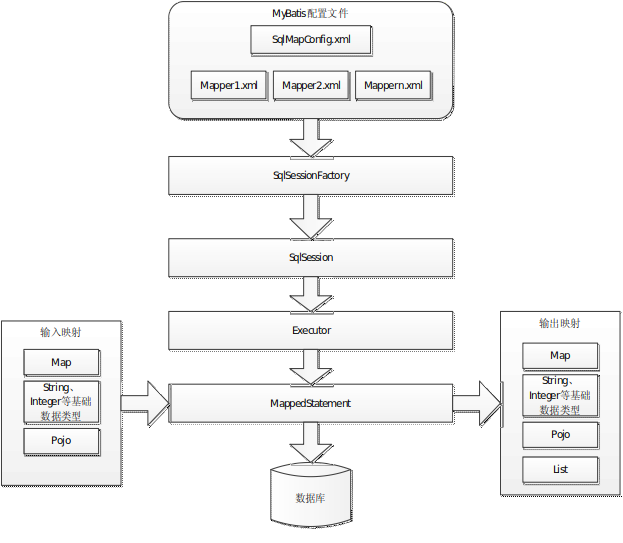 MyBatis配置文件
SqlMapConfig.xml
Mapper1.xml
Mapper2.xml
Mappern.xml
SqlSessionFactory
SqlSession
Executor
MappedStatement
数据库
输入映射
Map
String、
Integer等基础
数据类型
Pojo
输出映射
Map
String、
Integer等基础
数据类型
Pojo
List